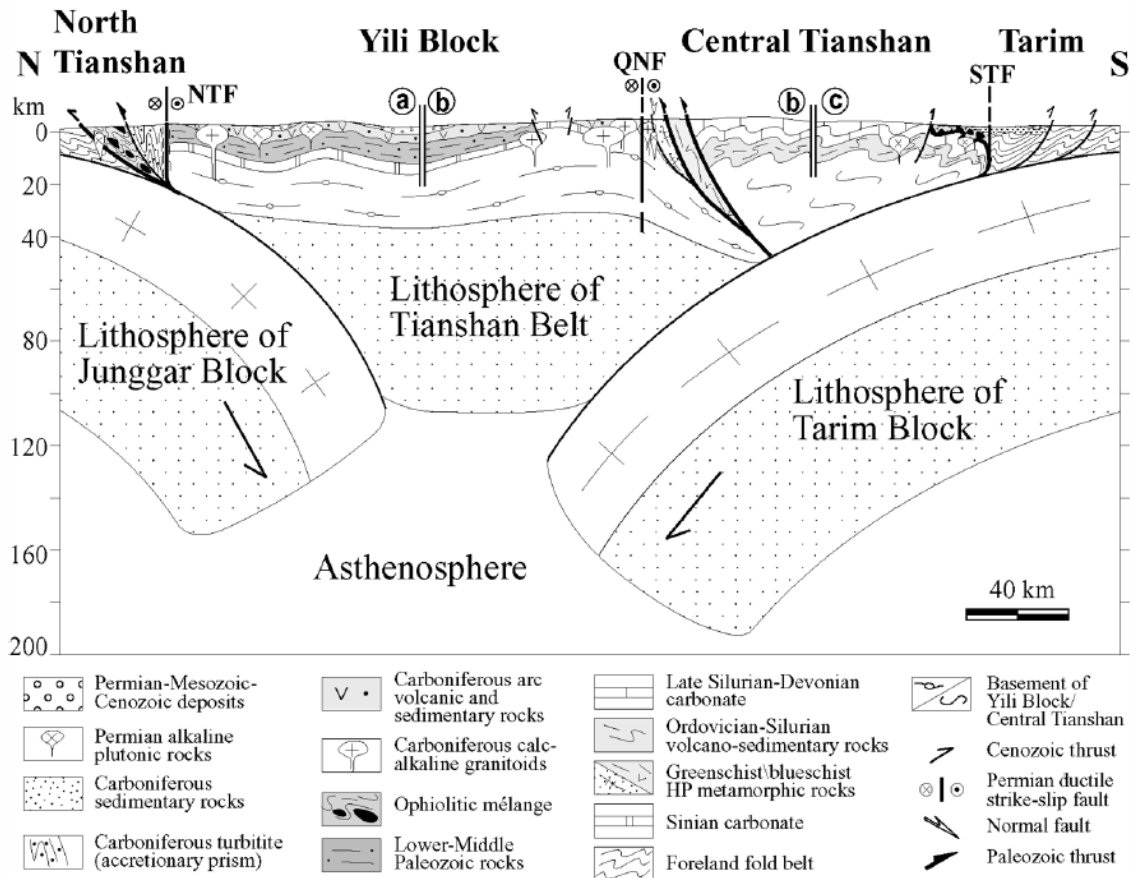 North
Tianshan
Yili Block
Central Tianshan
Tarim
N
NTF
QNF
STF
S
km
a b
b c
0
20
40
80
120
160
200
Lithosphere of
Junggar Block
Lithosphere of
Tianshan Belt
Lithosphere of
Tarim Block
Asthenosphere
40 km
Permian-Mesozoic-
Cenozoic deposits
Permian alkaline
plutonic rocks
Carboniferous
sedimentary rocks
Carboniferous turbitite
(accretionary prism)
Carboniferous arc
volcanic and
sedimentary rocks
Carboniferous calc-
alkaline granitoids
Ophiolitic mélange
Lower-Middle
Paleozoic rocks
Late Silurian-Devonian
carbonate
Ordovician-Silurian
volcano-sedimentary rocks
Greenschist\blueschist
HP metamorphic rocks
Sinian carbonate
Foreland fold belt
Basement of
Yili Block/
Central Tianshan
Cenozoic thrust
Permian ductile
strike-slip fault
Normal fault
Paleozoic thrust